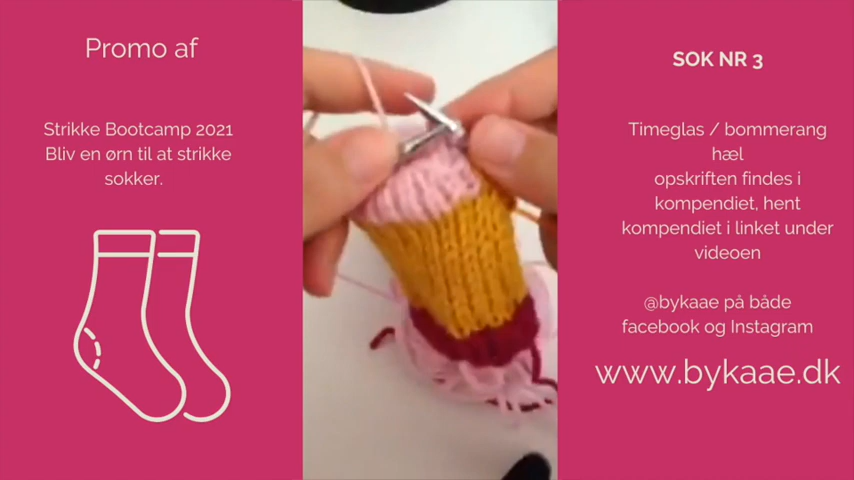 Promo af
Strikke Bootcamp 2021
Bliv en ørn til at strikke
sokker.
SOK NR 3
Timeglas / bommerang
hæl
opskriften findes i
kompendiet, hent
kompendiet i linket under
videoen
@bykaae på både
facebook og Instagram
www.bykaae.dk